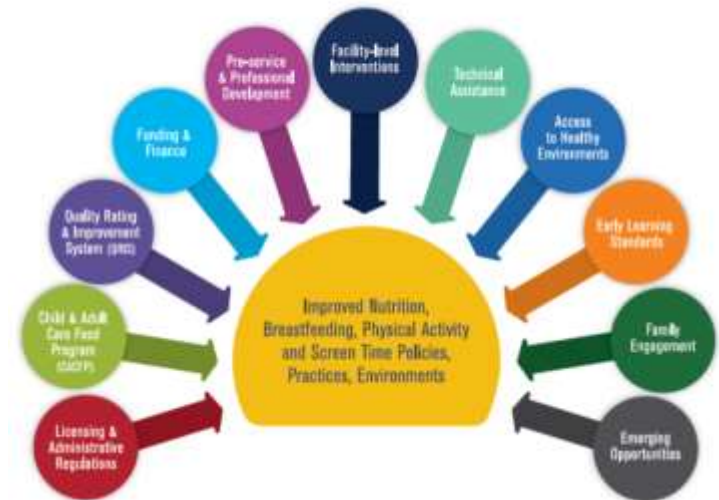 Facility-level
Interventions
Pre-service
& Professional
Development
Technical
Assistance
Funding &
Finance
Access
to Healthy
Environments
Quality Rating
& Improvement
System (QRIS)
Early Learning
Standards
Child & Adult
Care Food
Program
(CACFP)
Family
Engagement
Licensing &
Administrative
Regulations
Emerging
Opportunities
Improved Nutrition,
Breastfeeding, Physical Activity
and Screen Time Policies,
Practices, Environments